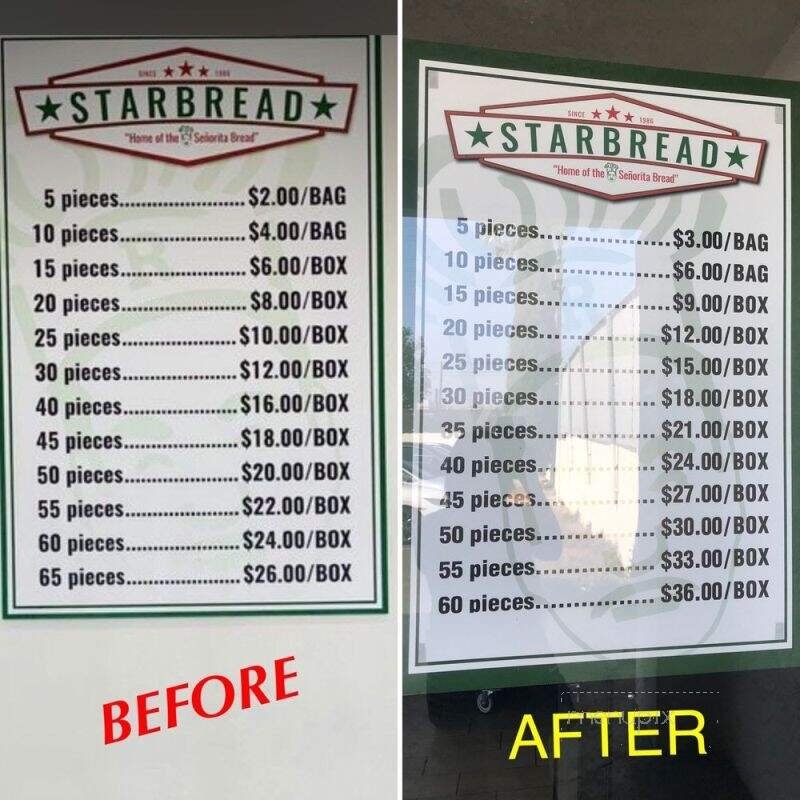 SINCE 1986
★STARBREAD★
"Home of the Señorita Bread"
5 pieces......................$2.00/BAG
10 pieces....................$4.00/BAG
15 pieces....................$6.00/BOX
20 pieces....................$8.00/BOX
25 pieces..................$10.00/BOX
30 pieces..................$12.00/BOX
40 pieces..................$16.00/BOX
45 pieces..................$18.00/BOX
50 pieces..................$20.00/BOX
55 pieces..................$22.00/BOX
60 pieces..................$24.00/BOX
65 pieces..................$26.00/BOX
BEFORE
SINCE 1986
★STARBREAD★
"Home of the Señorita Bread"
5 pieces....................$3.00/BAG
10 pieces..................$6.00/BAG
15 pieces..................$9.00/BOX
20 pieces.................$12.00/BOX
25 pieces.................$15.00/BOX
30 pieces.................$18.00/BOX
35 pieces.................$21.00/BOX
40 pieces.................$24.00/BOX
45 pieces.................$27.00/BOX
50 pieces.................$30.00/BOX
55 pieces.................$33.00/BOX
60 pieces.................$36.00/BOX
AFTER